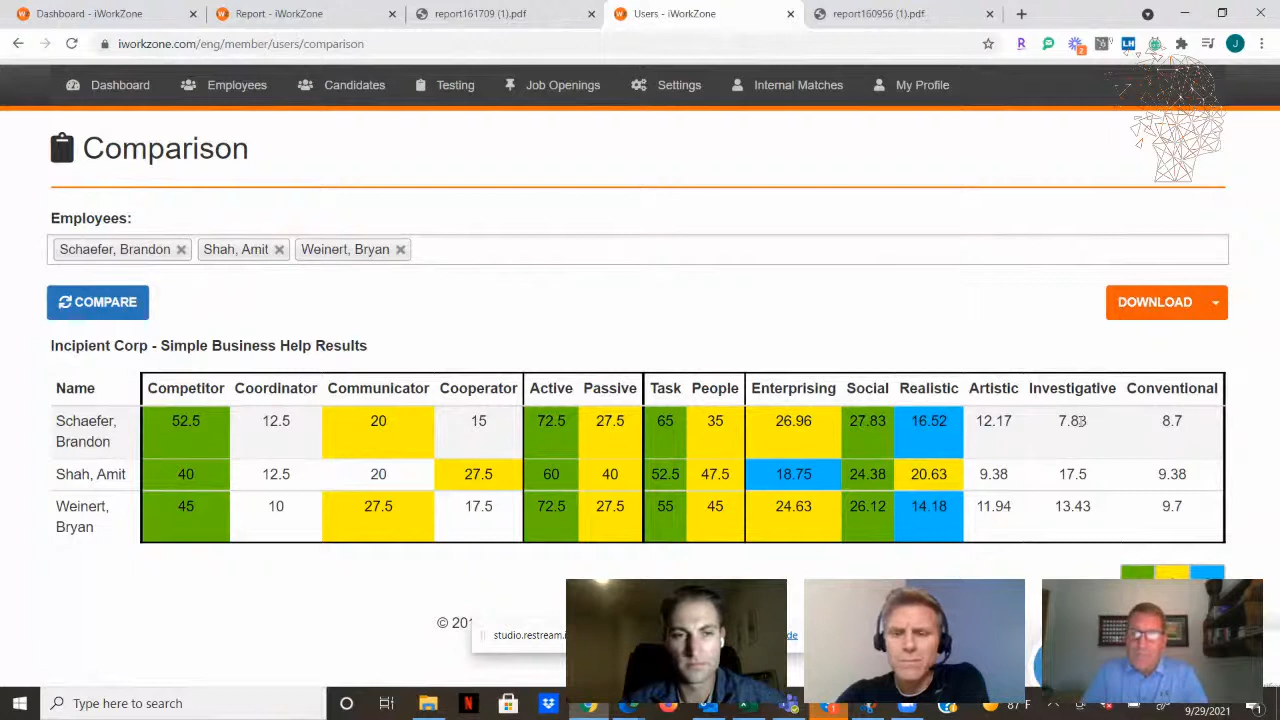 Dashboard - iWorkZone
Report - iWorkZone
report161709 (1).pdf
Users - iWorkZone
report160956 (1).pdf
iworkzone.com/eng/member/users/comparison
Dashboard Employees Candidates Testing Job Openings Settings Internal Matches My Profile
Comparison
Employees:
Schaefer, Brandon Shah, Amit Weinert, Bryan
COMPARE
DOWNLOAD
Incipient Corp - Simple Business Help Results
Name Competitor Coordinator Communicator Cooperator Active Passive Task People Enterprising Social Realistic Artistic Investigative Conventional
Schaefer, Brandon 52.5 12.5 20 15 72.5 27.5 65 35 26.96 27.83 16.52 12.17 7.83 8.7
Shah, Amit 40 12.5 20 27.5 60 40 52.5 47.5 18.75 24.38 20.63 9.38 17.5 9.38
Weinert, Bryan 45 10 27.5 17.5 72.5 27.5 55 45 24.63 26.12 14.18 11.94 13.43 9.7
© 201
studio.restream.i
de
Type here to search
9/29/2021